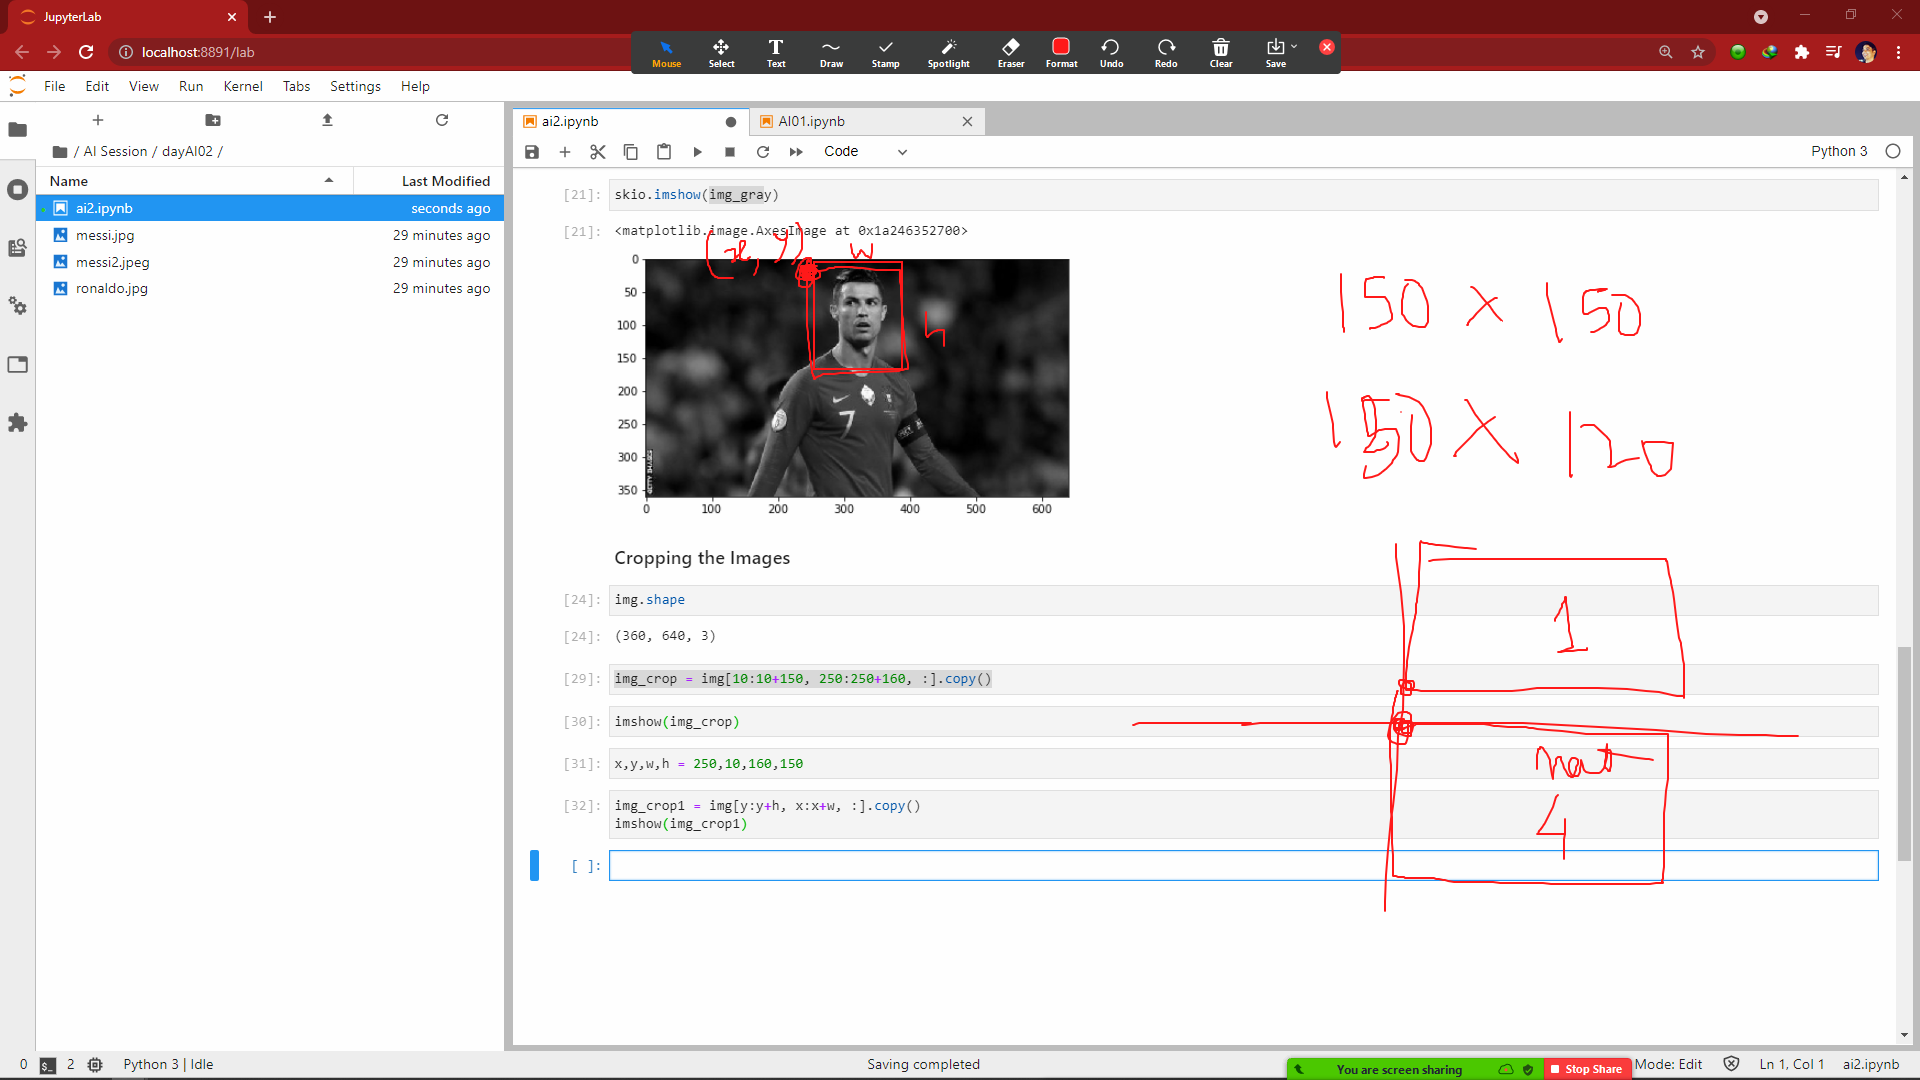 JupyterLab
localhost:8891/lab
Mouse Select Text Draw Stamp Spotlight Eraser Format Undo Redo Clear Save
File Edit View Run Kernel Tabs Settings Help
/ AI Session / dayAI02 /
Name Last Modified
ai2.ipynb seconds ago
messi.jpg 29 minutes ago
messi2.jpeg 29 minutes ago
ronaldo.jpg 29 minutes ago
ai2.ipynb AI01.ipynb
Code Python 3
[21]: skio.imshow(img_gray)
[21]: <matplotlib.image.AxesImage at 0x1a246352700>
(x, y) w
h
0
50
100
150
200
250
300
350
0 100 200 300 400 500 600
7
GETTY IMAGES
150 x 150
150 x 120
Cropping the Images
[24]: img.shape
[24]: (360, 640, 3)
[29]: img_crop = img[10:10+150, 250:250+160, :].copy()
[30]: imshow(img_crop)
[31]: x,y,w,h = 250,10,160,150
[32]: img_crop1 = img[y:y+h, x:x+w, :].copy()
imshow(img_crop1)
[ ]:
1
4
0 2 Python 3 | Idle Saving completed You are screen sharing Stop Share Mode: Edit Ln 1, Col 1 ai2.ipynb